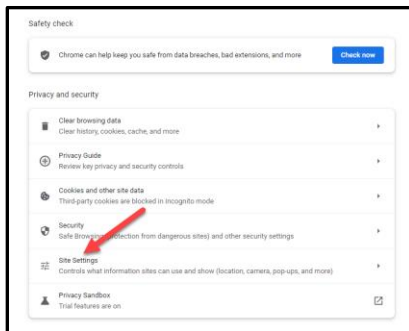 Safety check
Chrome can help keep you safe from data breaches, bad extensions, and more
Check now
Privacy and security
Clear browsing data
Clear history, cookies, cache, and more
Privacy Guide
Review key privacy and security controls
Cookies and other site data
Third-party cookies are blocked in Incognito mode
Security
Safe Browsing (protection from dangerous sites) and other security settings
Site Settings
Controls what information sites can use and show (location, camera, pop-ups, and more)
Privacy Sandbox
Trial features are on